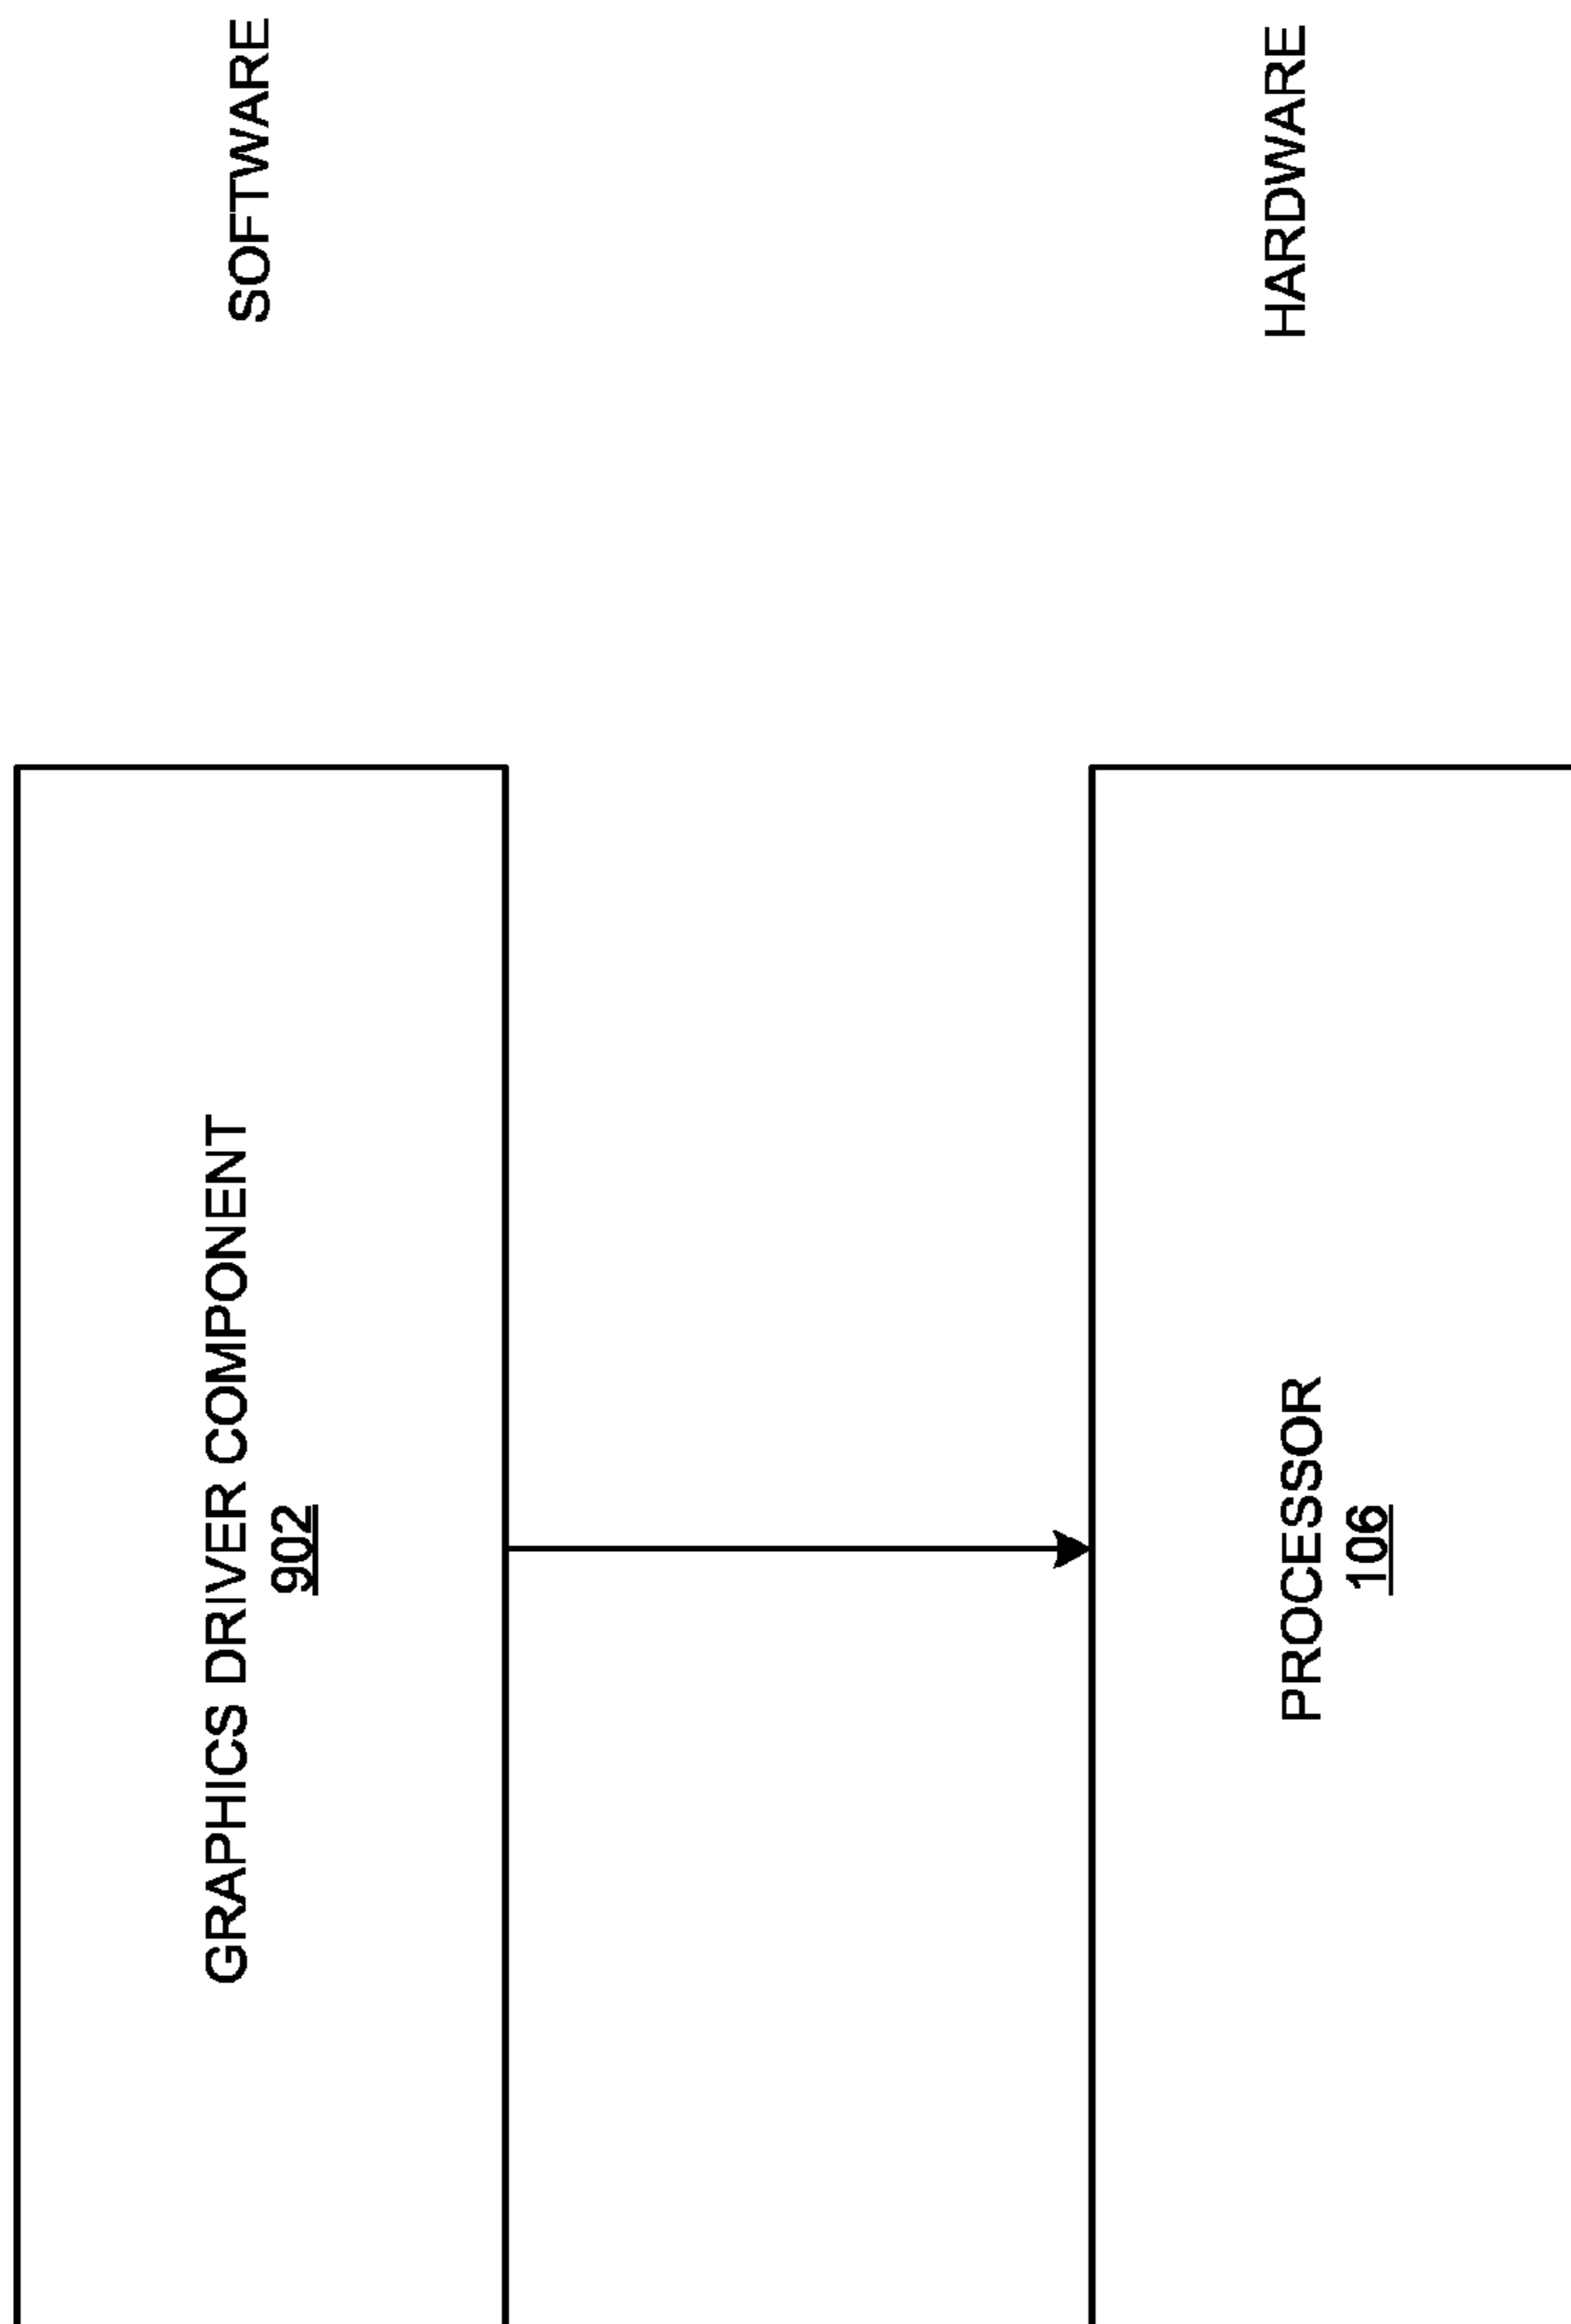 GRAPHICS DRIVER COMPONENT
902
SOFTWARE
PROCESSOR
106
HARDWARE